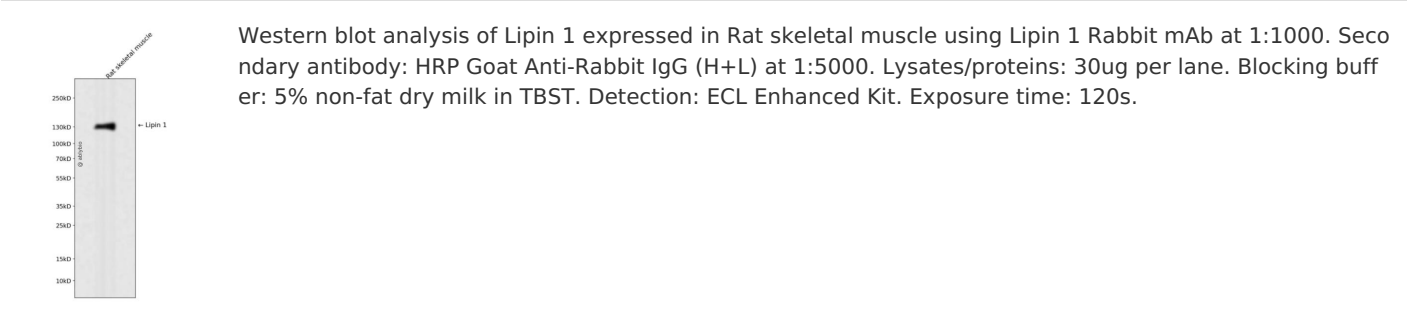 Rat skeletal muscle
250kD
130kD
← Lipin 1
100kD
70kD
55kD
35kD
25kD
15kD
10kD
Western blot analysis of Lipin 1 expressed in Rat skeletal muscle using Lipin 1 Rabbit mAb at 1:1000. Seco
ndary antibody: HRP Goat Anti-Rabbit IgG (H+L) at 1:5000. Lysates/proteins: 30ug per lane. Blocking buff
er: 5% non-fat dry milk in TBST. Detection: ECL Enhanced Kit. Exposure time: 120s.